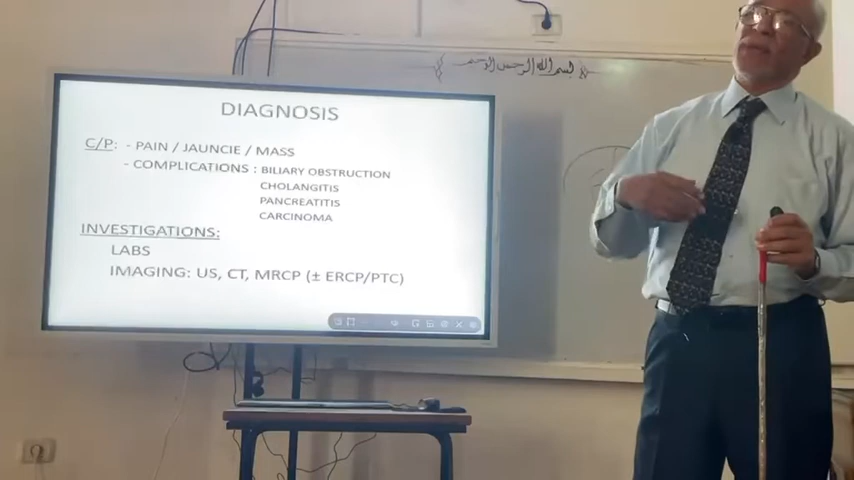 بسم الله الرحمن الرحيم
DIAGNOSIS
C/P: - PAIN / JAUNCIE / MASS
- COMPLICATIONS : BILIARY OBSTRUCTION
CHOLANGITIS
PANCREATITIS
CARCINOMA
INVESTIGATIONS:
LABS
IMAGING: US, CT, MRCP (± ERCP/PTC)